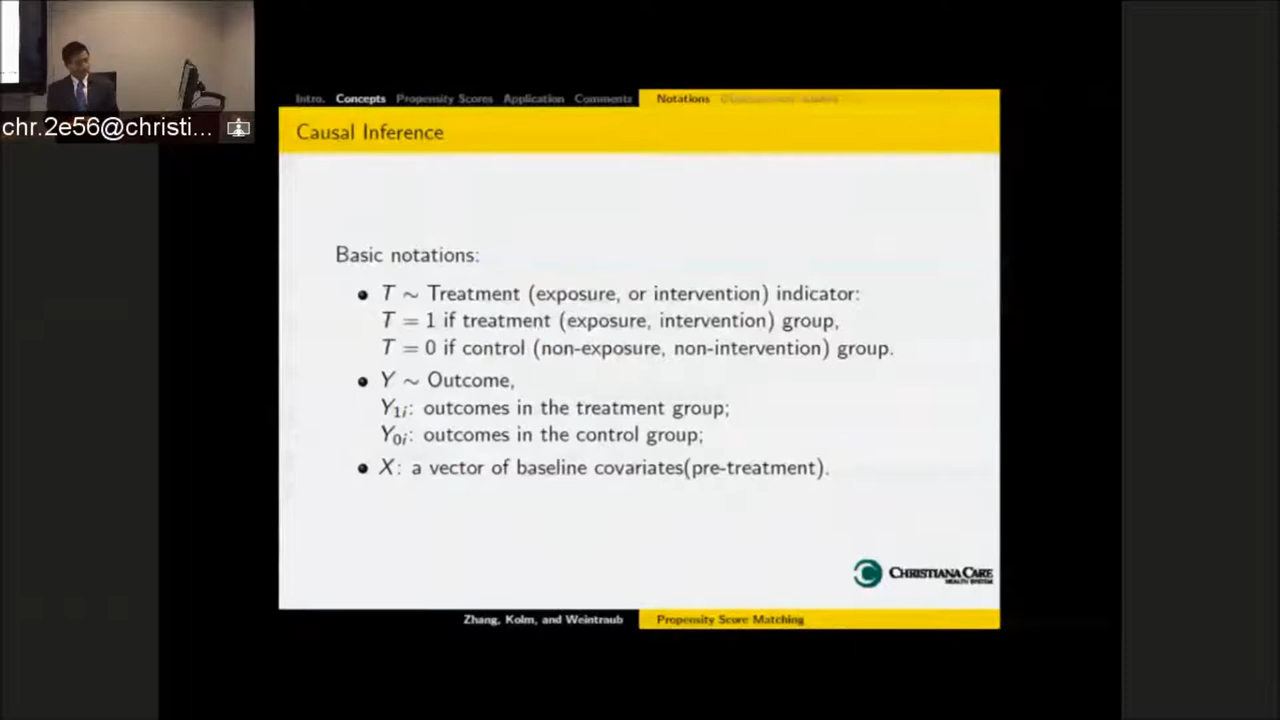 Intro. Concepts Propensity Scores Application Comments Notations
Causal Inference
Basic notations:
• T ~ Treatment (exposure, or intervention) indicator:
T = 1 if treatment (exposure, intervention) group,
T = 0 if control (non-exposure, non-intervention) group.
• Y ~ Outcome,
Y₁ᵢ: outcomes in the treatment group;
Y₀ᵢ: outcomes in the control group;
• X: a vector of baseline covariates(pre-treatment).
CHRISTIANA CARE
HEALTH SYSTEM
Zhang, Kolm, and Weintraub Propensity Score Matching
chr.2e56@christi...